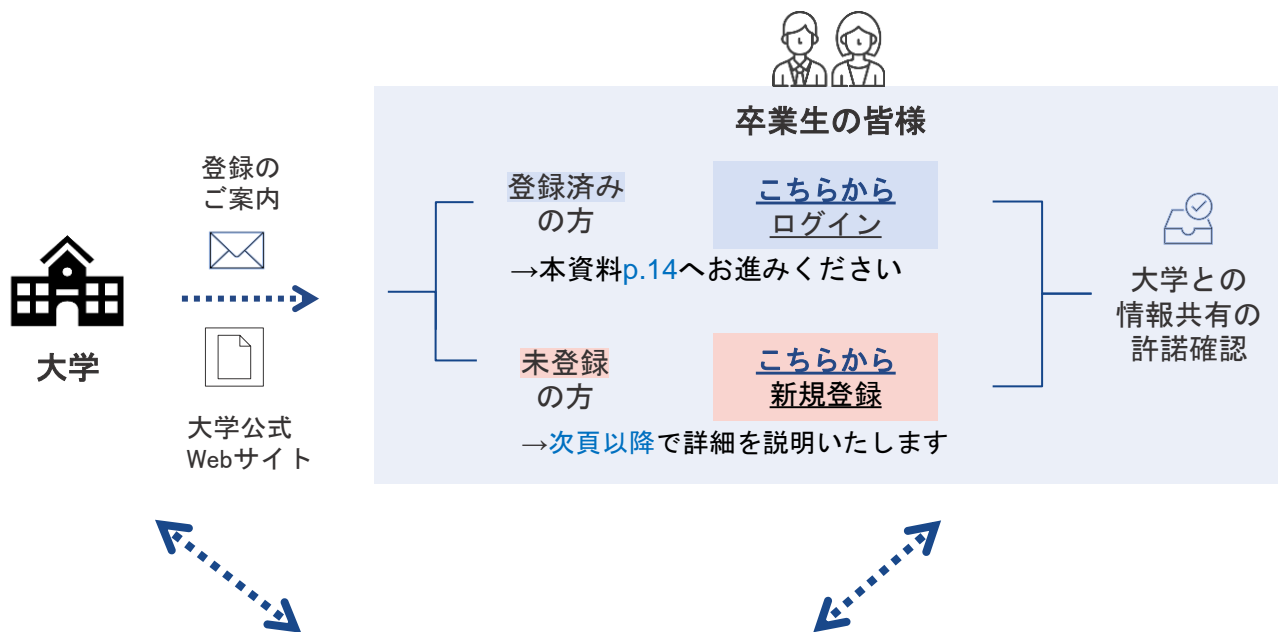 卒業生の皆様
登録の
ご案内
大学
大学公式
Webサイト
登録済み
の方
こちらから
ログイン
→本資料p.14へお進みください
未登録
の方
こちらから
新規登録
→次頁以降で詳細を説明いたします
大学との
情報共有の
許諾確認